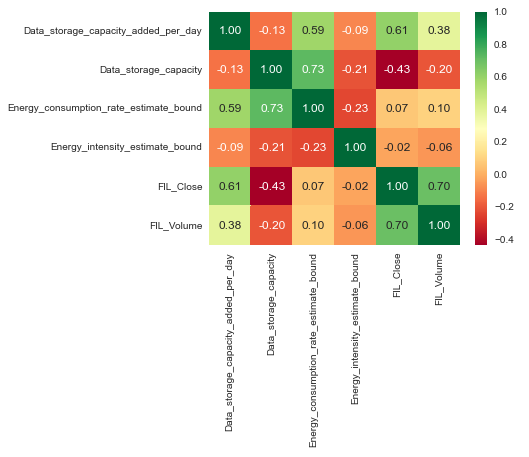 Data_storage_capacity_added_per_day 1.00 -0.13 0.59 -0.09 0.61 0.38
Data_storage_capacity -0.13 1.00 0.73 -0.21 -0.43 -0.20
Energy_consumption_rate_estimate_bound 0.59 0.73 1.00 -0.23 0.07 0.10
Energy_intensity_estimate_bound -0.09 -0.21 -0.23 1.00 -0.02 -0.06
FIL_Close 0.61 -0.43 0.07 -0.02 1.00 0.70
FIL_Volume 0.38 -0.20 0.10 -0.06 0.70 1.00
Data_storage_capacity_added_per_day
Data_storage_capacity
Energy_consumption_rate_estimate_bound
Energy_intensity_estimate_bound
FIL_Close
FIL_Volume
1.0
0.8
0.6
0.4
0.2
0.0
−0.2
−0.4